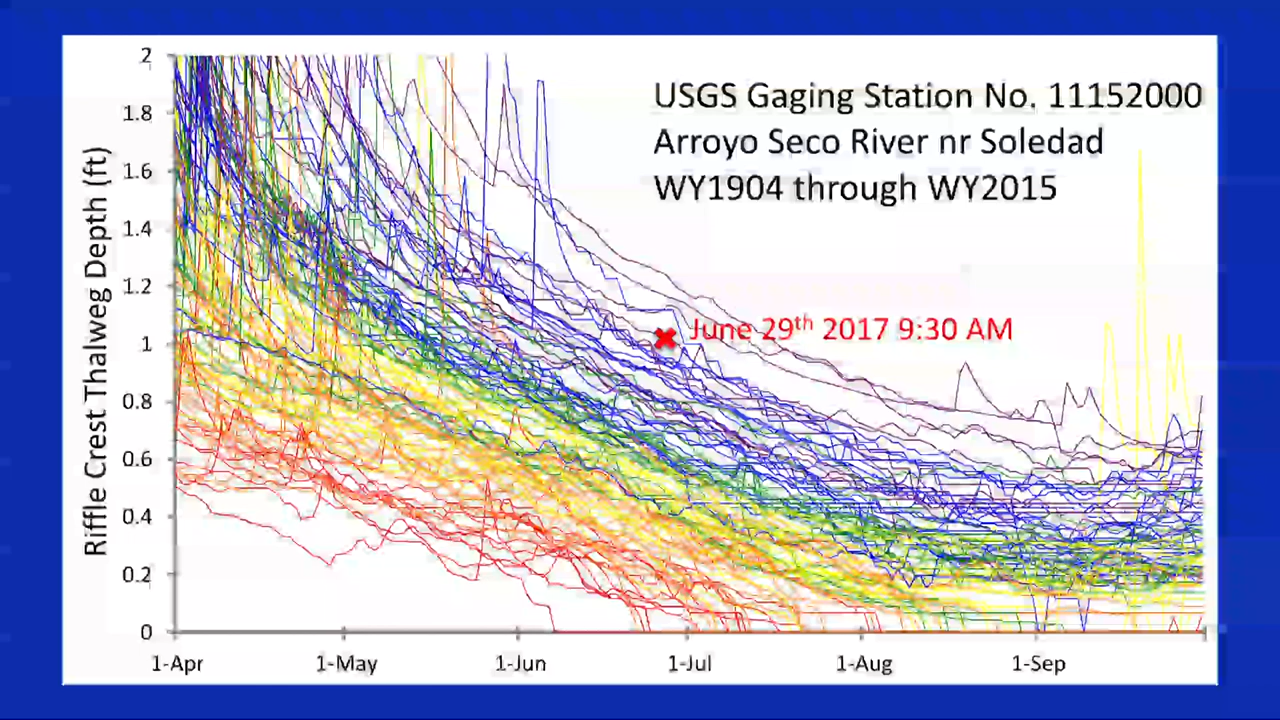 USGS Gaging Station No. 11152000
Arroyo Seco River nr Soledad
WY1904 through WY2015
June 29th 2017 9:30 AM
Riffle Crest Thalweg Depth (ft)
2
1.8
1.6
1.4
1.2
1
0.8
0.6
0.4
0.2
0
1-Apr 1-May 1-Jun 1-Jul 1-Aug 1-Sep